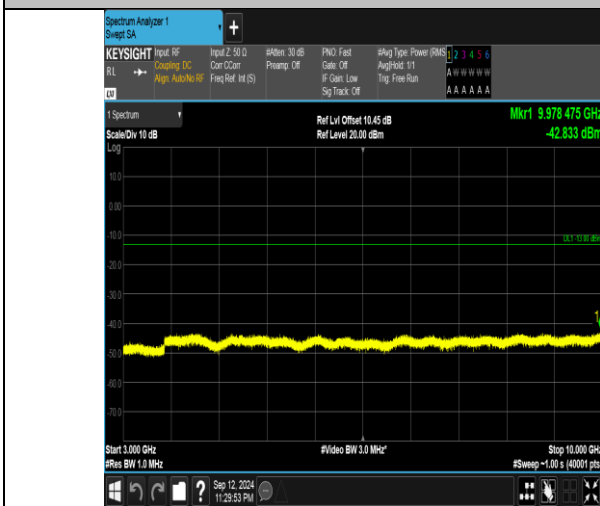 Spectrum Analyzer 1
Swept SA
+
KEYSIGHT
RL
Input: RF
Coupling: DC
Align: Auto/No RF
Input Z: 50 Ω
Corr CCorr
Freq Ref: Int (S)
#Atten: 30 dB
Preamp: Off
PNO: Fast
Gate: Off
IF Gain: Low
Sig Track: Off
#Avg Type: Power (RMS
Avg|Hold: 1/1
Trig: Free Run
1 2 3 4 5 6
A W W W W W
A A A A A A
1 Spectrum
Scale/Div 10 dB
Log
Ref Lvl Offset 10.45 dB
Ref Level 20.00 dBm
Mkr1 9.978 475 GHz
-42.833 dBm
10.0
0.00
-10.0
DL1 -13.00 dBm
-20.0
-30.0
-40.0
1
-50.0
-60.0
-70.0
Start 3.000 GHz
#Video BW 3.0 MHz*
Stop 10.000 GHz
#Res BW 1.0 MHz
#Sweep ~1.00 s (40001 pts
?
Sep 12, 2024
11:29:53 PM